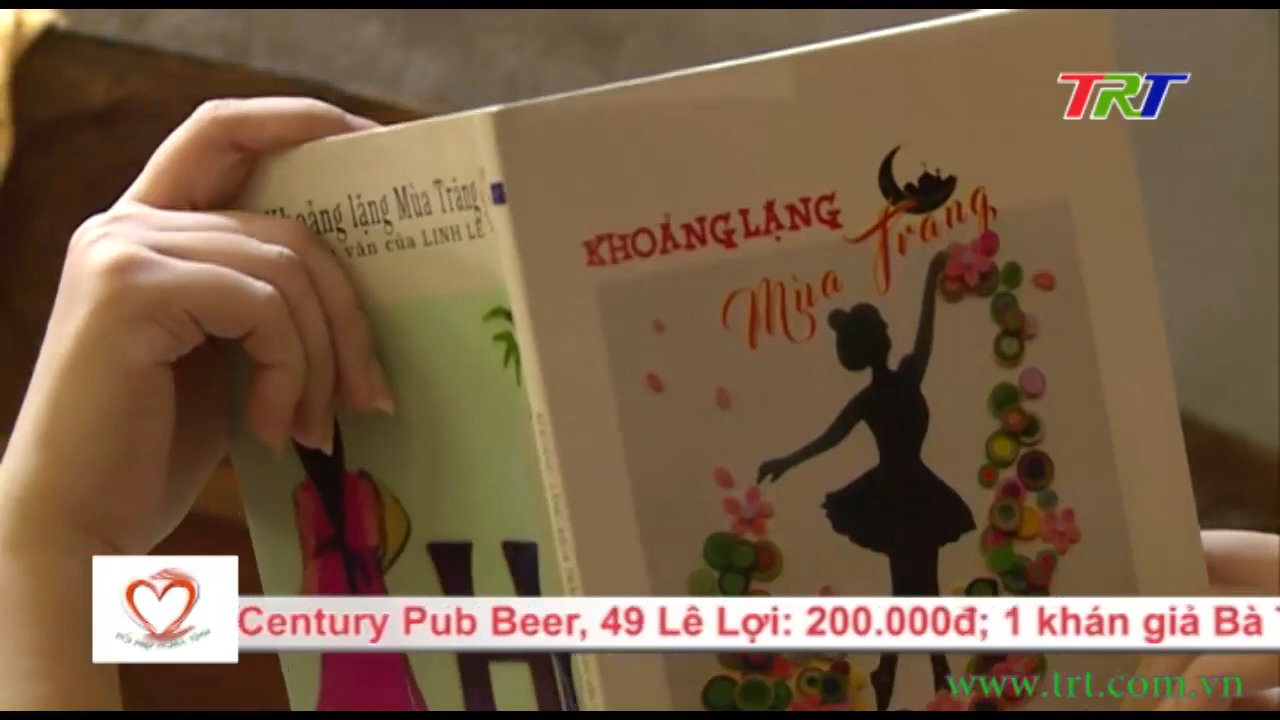 TRT
Khoảng lặng Mùa Trăng
văn của LINH LÊ
KHOẢNG LẶNG
Mùa Trăng
Century Pub Beer, 49 Lê Lợi: 200.000đ; 1 khán giả Bà
www.trt.com.vn